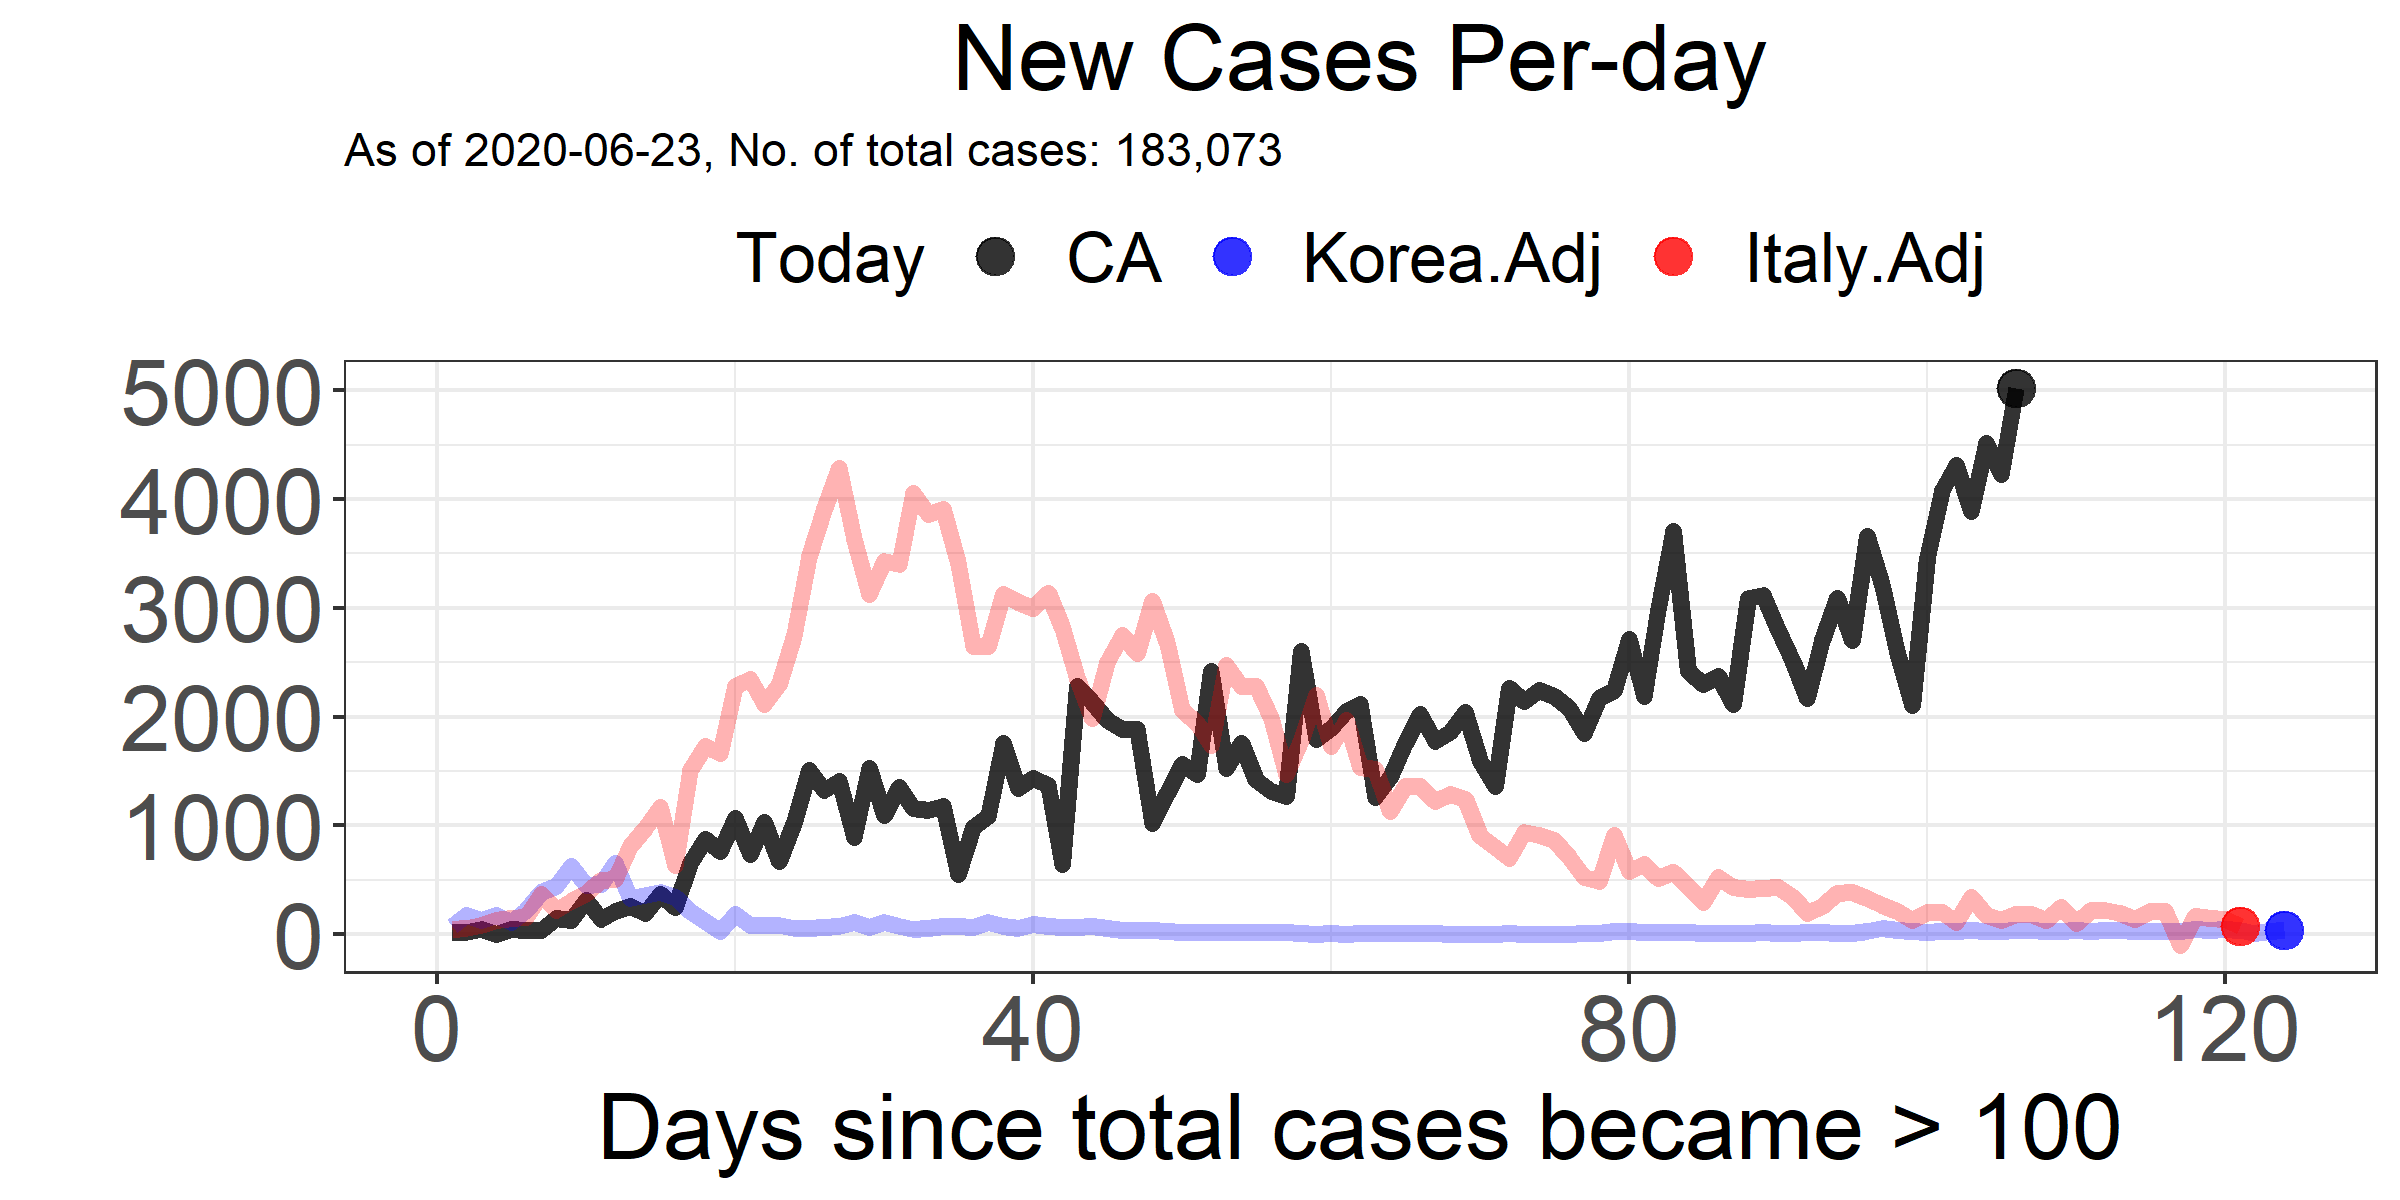 New Cases Per-day
As of 2020-06-23, No. of total cases: 183,073
Today CA Korea.Adj Italy.Adj
5000
4000
3000
2000
1000
0
0 40 80 120
Days since total cases became > 100